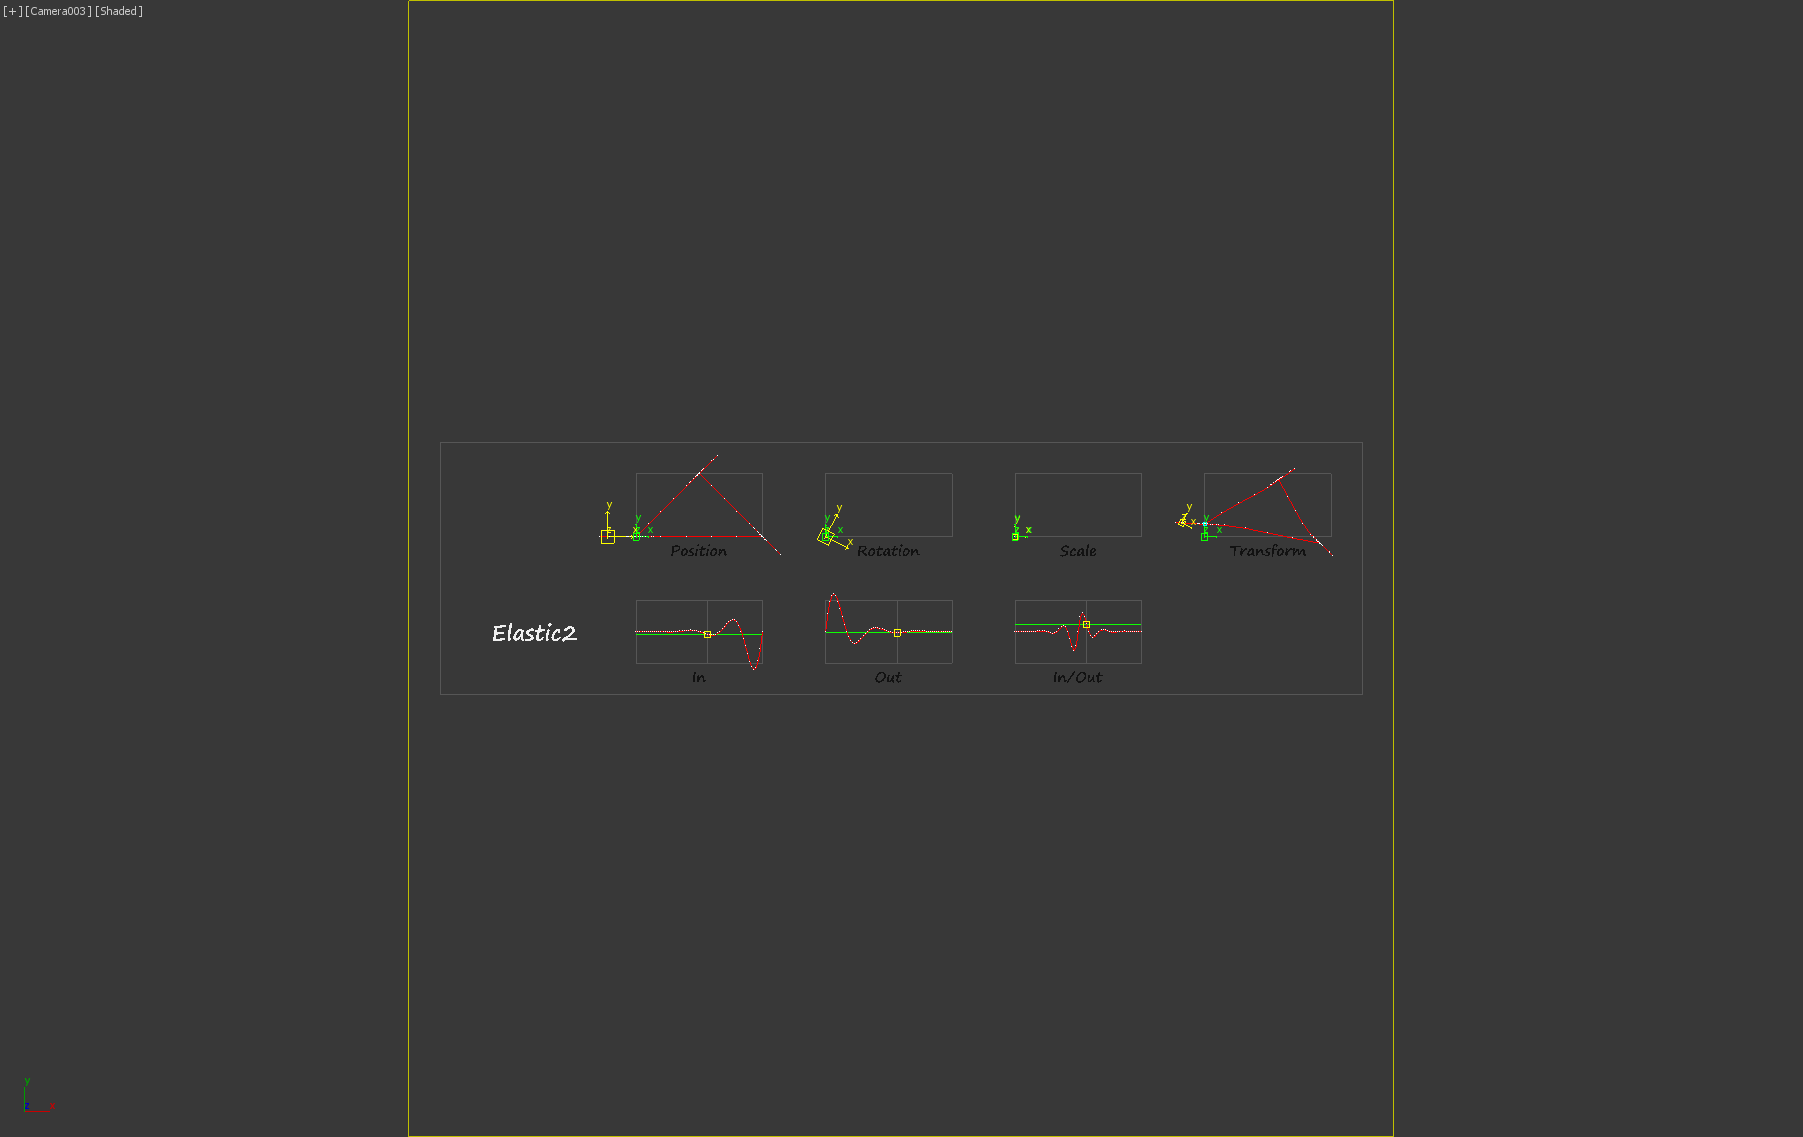 [+] [Camera003] [Shaded]
Position Rotation Scale Transform
Elastic2
In Out In/Out